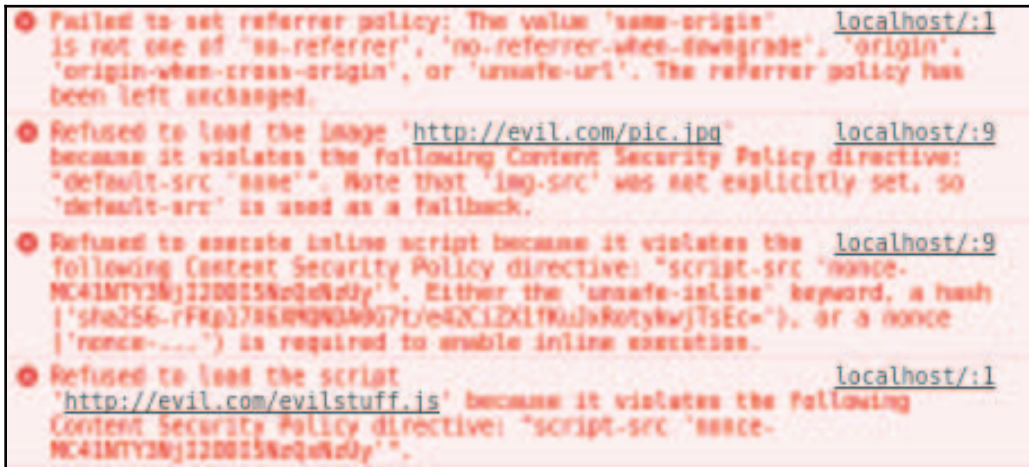 Failed to set referrer policy: The value 'same-origin' localhost/:1
is not one of 'no-referrer', 'no-referrer-when-downgrade', 'origin',
'origin-when-cross-origin', or 'unsafe-url'. The referrer policy has
been left unchanged.
Refused to load the image 'http://evil.com/pic.jpg' localhost/:9
because it violates the following Content Security Policy directive:
"default-src 'none'". Note that 'img-src' was not explicitly set, so
'default-src' is used as a fallback.
Refused to execute inline script because it violates the localhost/:9
following Content Security Policy directive: "script-src 'nonce-
Either the 'unsafe-inline' keyword, a hash
or a nonce
('nonce-...') is required to enable inline execution.
Refused to load the script localhost/:1
'http://evil.com/evilstuff.js' because it violates the following
Content Security Policy directive: "script-src 'nonce-